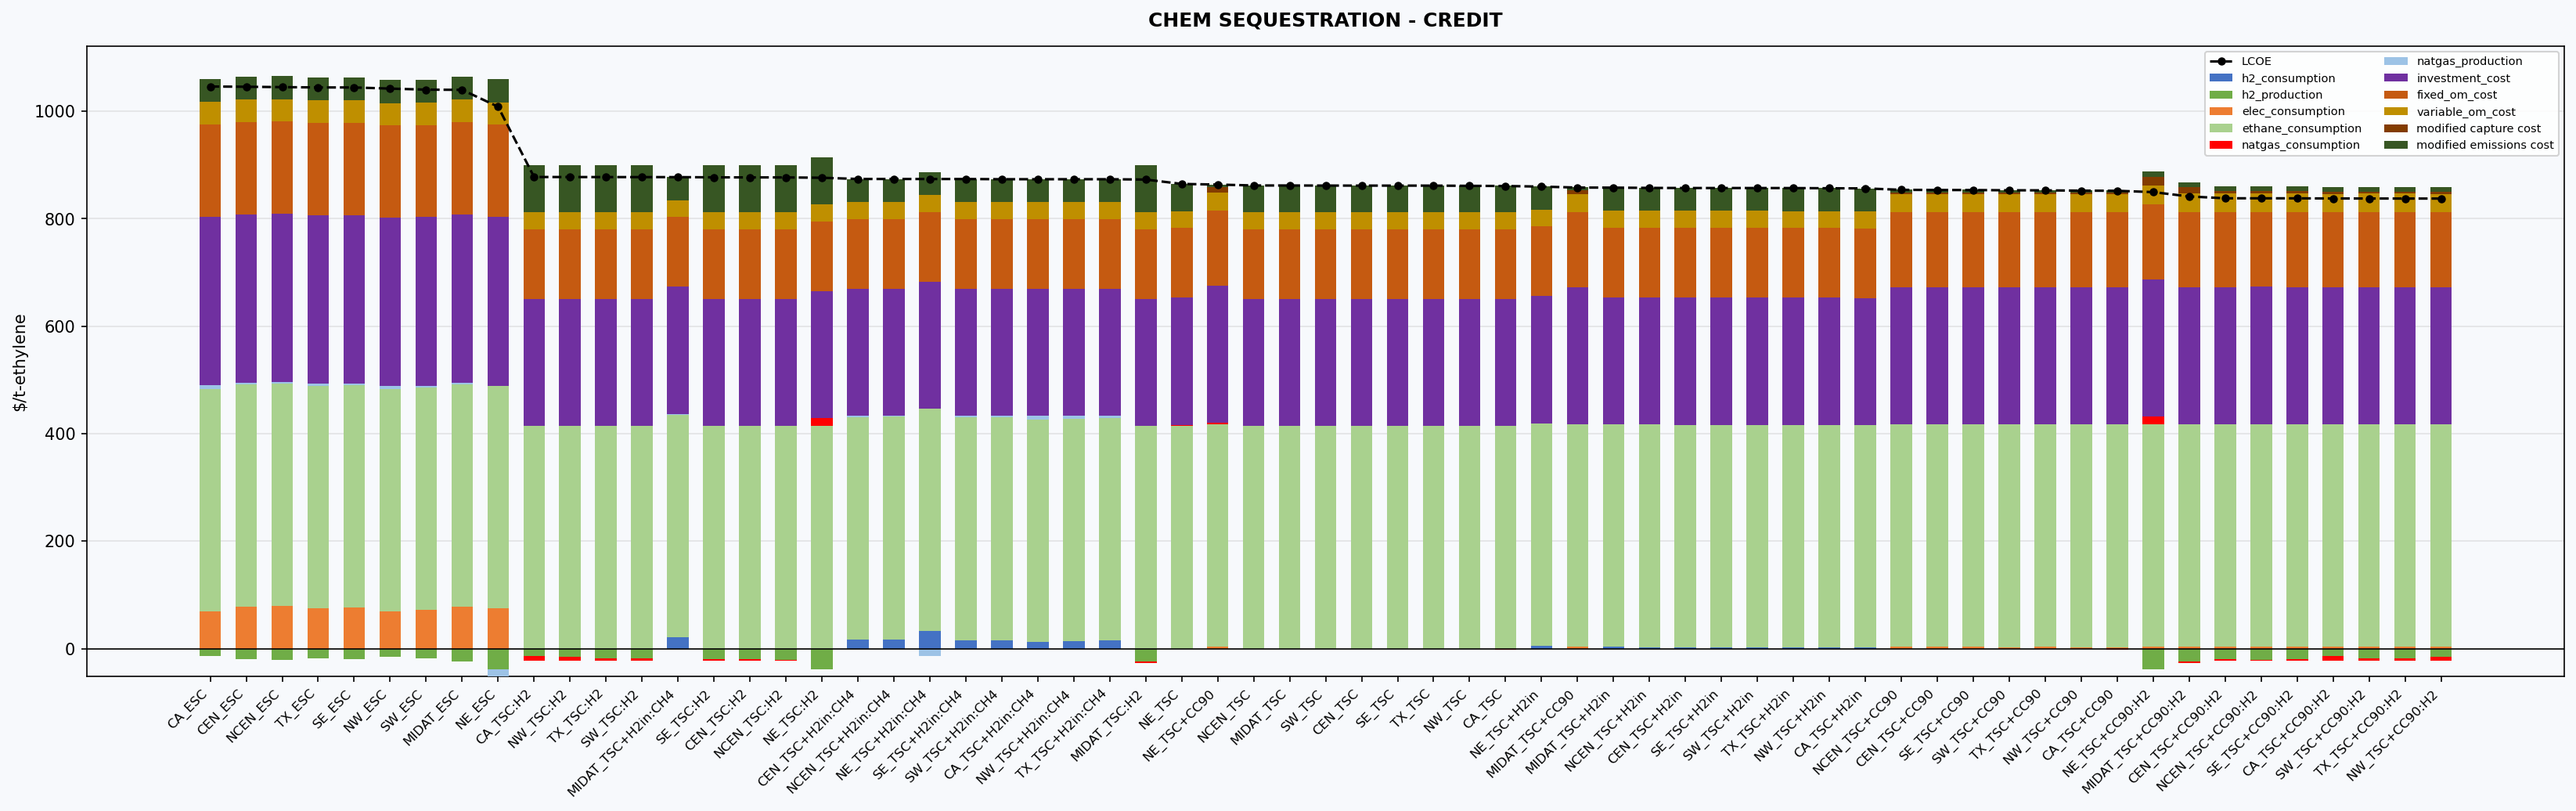 CHEM SEQUESTRATION - CREDIT
$/t-ethylene
1000
800
600
400
200
0
LCOE
h2_consumption
h2_production
elec_consumption
ethane_consumption
natgas_consumption
natgas_production
investment_cost
fixed_om_cost
variable_om_cost
modified capture cost
modified emissions cost
CA_ESC
CEN_ESC
NCEN_ESC
TX_ESC
SE_ESC
NW_ESC
SW_ESC
MIDAT_ESC
NE_ESC
CA_TSC:H2
NW_TSC:H2
TX_TSC:H2
SW_TSC:H2
MIDAT_TSC+H2in:CH4
SE_TSC:H2
CEN_TSC:H2
NCEN_TSC:H2
NE_TSC:H2
CEN_TSC+H2in:CH4
NCEN_TSC+H2in:CH4
NE_TSC+H2in:CH4
SE_TSC+H2in:CH4
SW_TSC+H2in:CH4
CA_TSC+H2in:CH4
NW_TSC+H2in:CH4
TX_TSC+H2in:CH4
MIDAT_TSC:H2
NE_TSC
NE_TSC+CC90
NCEN_TSC
MIDAT_TSC
SW_TSC
CEN_TSC
SE_TSC
TX_TSC
NW_TSC
CA_TSC
NE_TSC+H2in
MIDAT_TSC+CC90
MIDAT_TSC+H2in
NCEN_TSC+H2in
CEN_TSC+H2in
SE_TSC+H2in
SW_TSC+H2in
TX_TSC+H2in
NW_TSC+H2in
CA_TSC+H2in
NCEN_TSC+CC90
CEN_TSC+CC90
SE_TSC+CC90
SW_TSC+CC90
TX_TSC+CC90
NW_TSC+CC90
CA_TSC+CC90
NE_TSC+CC90:H2
MIDAT_TSC+CC90:H2
CEN_TSC+CC90:H2
NCEN_TSC+CC90:H2
SE_TSC+CC90:H2
CA_TSC+CC90:H2
SW_TSC+CC90:H2
TX_TSC+CC90:H2
NW_TSC+CC90:H2